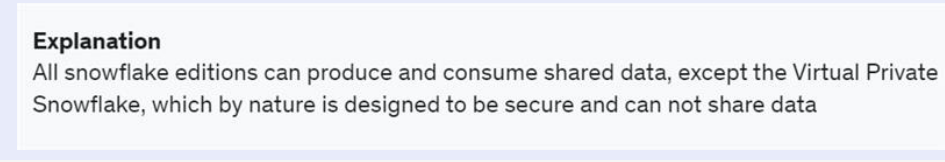 Explanation
All snowflake editions can produce and consume shared data, except the Virtual Private
Snowflake, which by nature is designed to be secure and can not share data